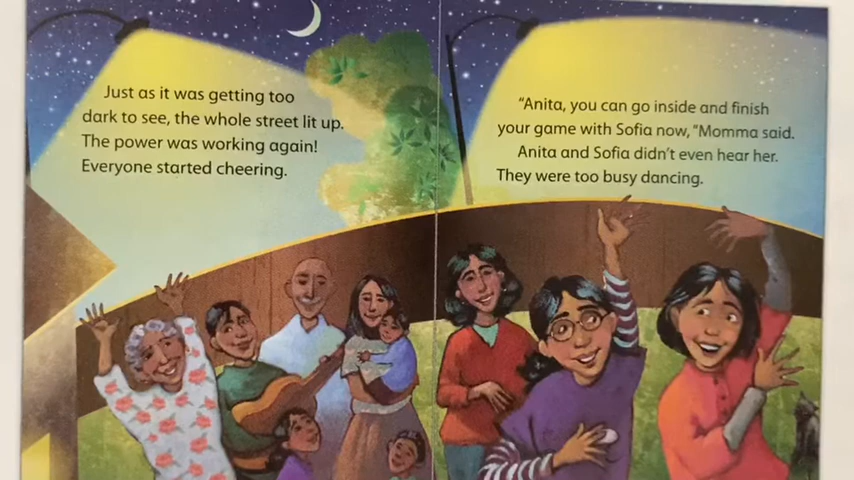 Just as it was getting too
dark to see, the whole street lit up.
The power was working again!
Everyone started cheering.
"Anita, you can go inside and finish
your game with Sofia now, "Momma said.
Anita and Sofia didn't even hear her.
They were too busy dancing.